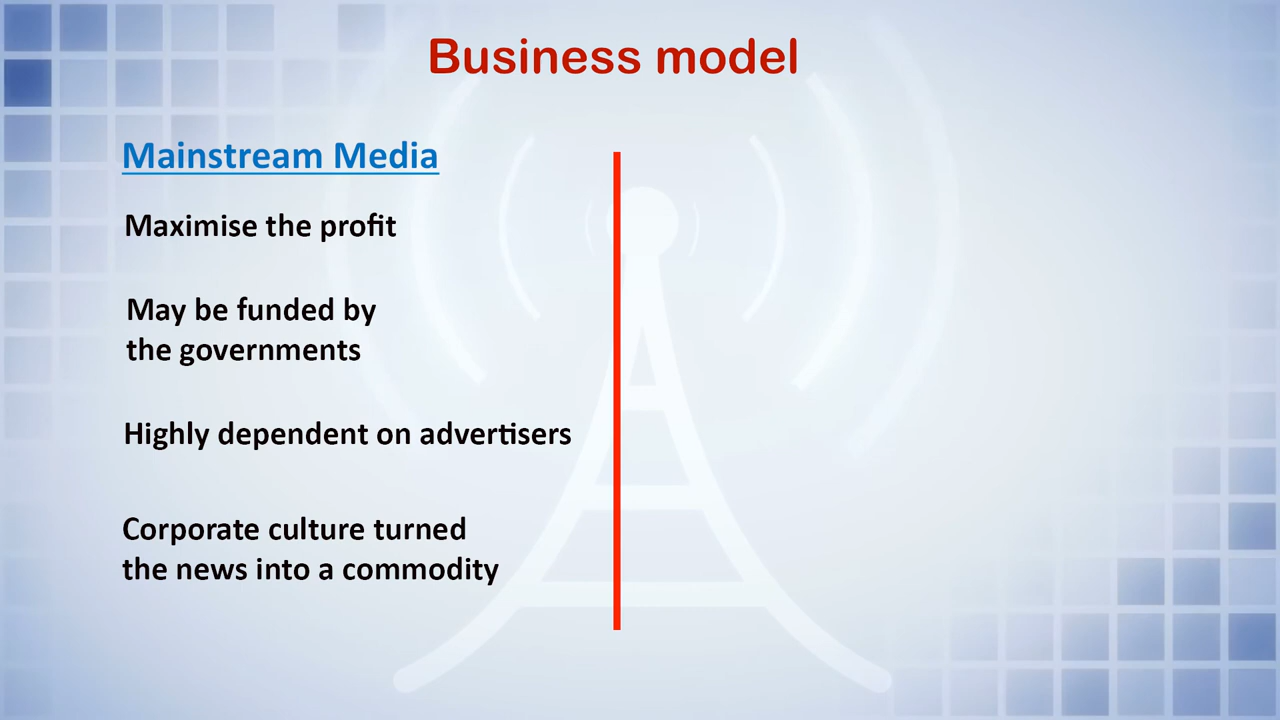 Business model
Mainstream Media
Maximise the profit
May be funded by
the governments
Highly dependent on advertisers
Corporate culture turned
the news into a commodity